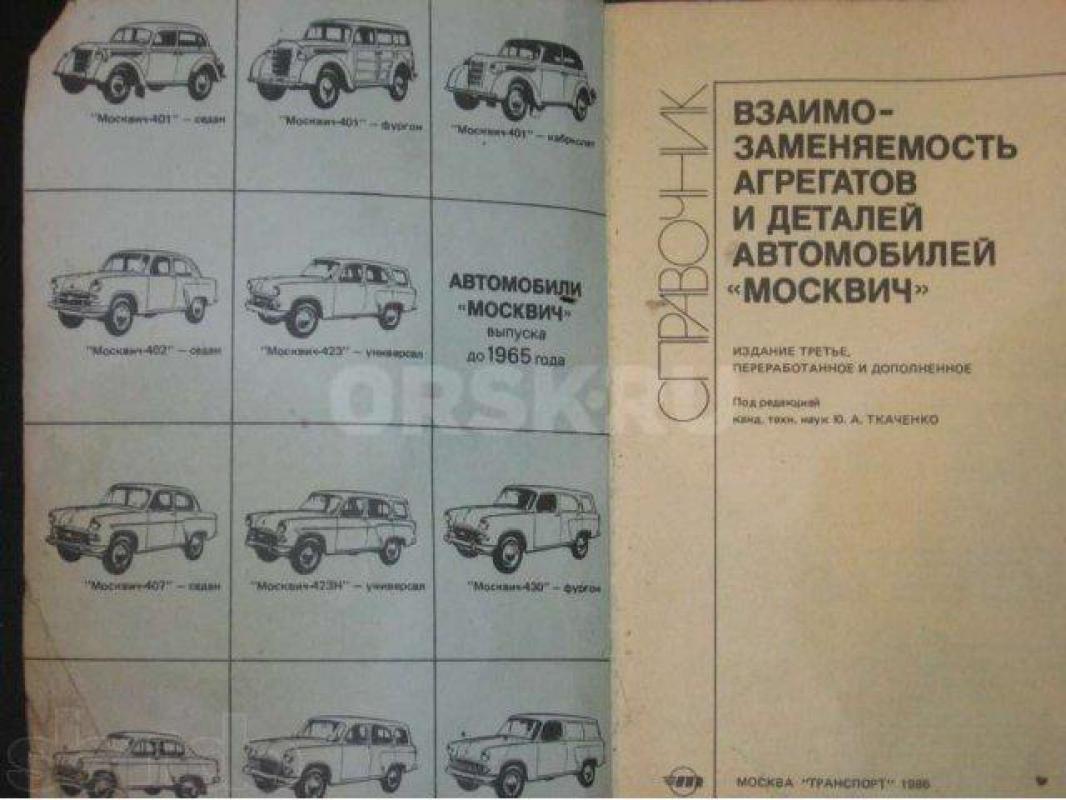 "Москвич-401" — седан
"Москвич-401" — фургон
"Москвич-401" — кабриолет
"Москвич-402" — седан
"Москвич-423" — универсал
АВТОМОБИЛИ
"МОСКВИЧ"
выпуска
до 1965 года
"Москвич-407" — седан
"Москвич-423Н" — универсал
"Москвич-430" — фургон
СПРАВОЧНИК
ВЗАИМО-
ЗАМЕНЯЕМОСТЬ
АГРЕГАТОВ
И ДЕТАЛЕЙ
АВТОМОБИЛЕЙ
«МОСКВИЧ»
ИЗДАНИЕ ТРЕТЬЕ,
ПЕРЕРАБОТАННОЕ И ДОПОЛНЕННОЕ
Под редакцией
канд. техн. наук Ю. А. ТКАЧЕНКО
МОСКВА "ТРАНСПОРТ" 1986
ORSK.RU